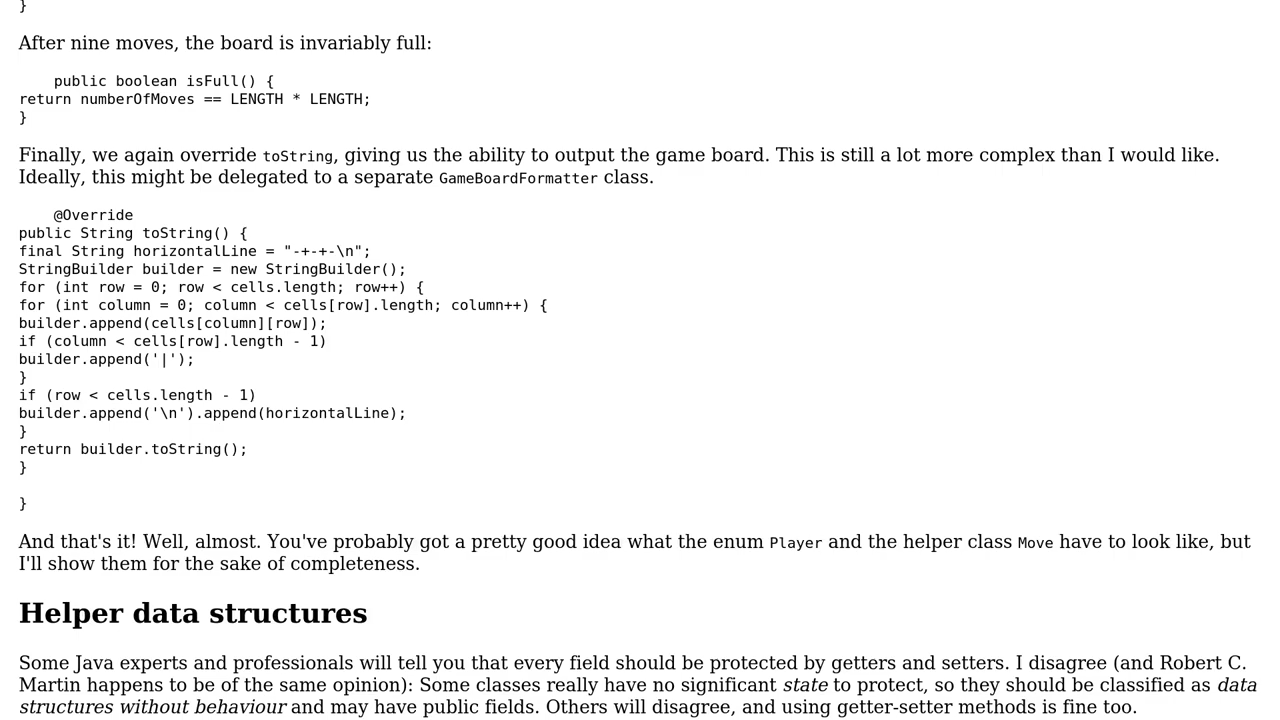 }
After nine moves, the board is invariably full:
public boolean isFull() {
return numberOfMoves == LENGTH * LENGTH;
}
Finally, we again override toString, giving us the ability to output the game board. This is still a lot more complex than I would like.
Ideally, this might be delegated to a separate GameBoardFormatter class.
@Override
public String toString() {
final String horizontalLine = "-+-+-\n";
StringBuilder builder = new StringBuilder();
for (int row = 0; row < cells.length; row++) {
for (int column = 0; column < cells[row].length; column++) {
builder.append(cells[column][row]);
if (column < cells[row].length - 1)
builder.append('|');
}
if (row < cells.length - 1)
builder.append('\n').append(horizontalLine);
}
return builder.toString();
}
}
And that's it! Well, almost. You've probably got a pretty good idea what the enum Player and the helper class Move have to look like, but
I'll show them for the sake of completeness.
Helper data structures
Some Java experts and professionals will tell you that every field should be protected by getters and setters. I disagree (and Robert C.
Martin happens to be of the same opinion): Some classes really have no significant state to protect, so they should be classified as data
structures without behaviour and may have public fields. Others will disagree, and using getter-setter methods is fine too.